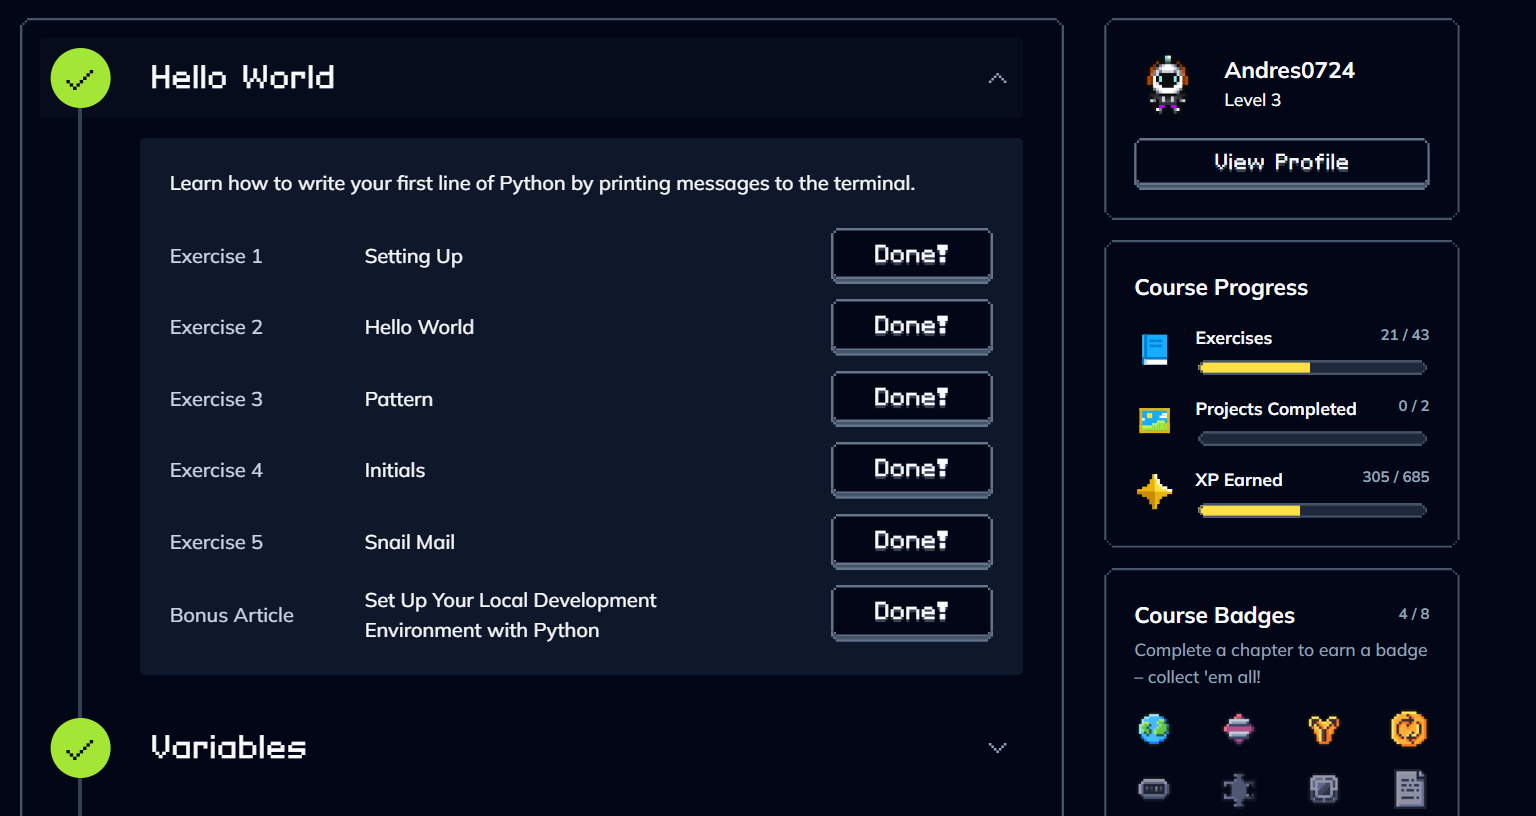 Hello World
Learn how to write your first line of Python by printing messages to the terminal.
Exercise 1 Setting Up Done!
Exercise 2 Hello World Done!
Exercise 3 Pattern Done!
Exercise 4 Initials Done!
Exercise 5 Snail Mail Done!
Bonus Article Set Up Your Local Development
Environment with Python Done!
Variables
Andres0724
Level 3
View Profile
Course Progress
Exercises 21 / 43
Projects Completed 0 / 2
XP Earned 305 / 685
Course Badges 4 / 8
Complete a chapter to earn a badge
– collect 'em all!